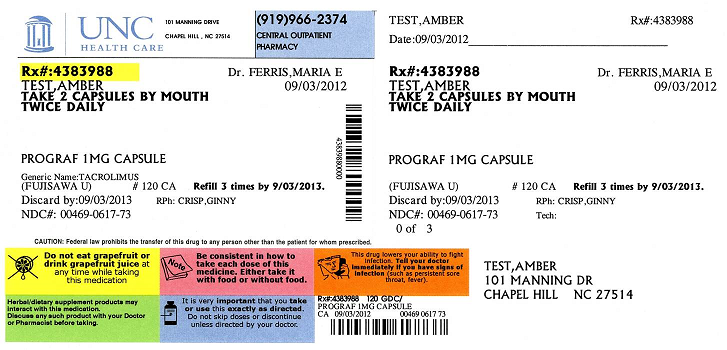 UNC
HEALTH CARE
101 MANNING DRIVE
CHAPEL HILL , NC 27514
(919)966-2374
CENTRAL OUTPATIENT
PHARMACY
Rx#:4383988
Dr. FERRIS,MARIA E
TEST,AMBER
09/03/2012
TAKE 2 CAPSULES BY MOUTH
TWICE DAILY
PROGRAF 1MG CAPSULE
Generic Name:TACROLIMUS
(FUJISAWA U) # 120 CA Refill 3 times by 9/03/2013.
Discard by:09/03/2013 RPh: CRISP,GINNY
NDC#: 00469-0617-73
43839880000
CAUTION: Federal law prohibits the transfer of this drug to any person other than the patient for whom prescribed.
TEST,AMBER Rx#:4383988
Date:09/03/2012
Rx#:4383988 Dr. FERRIS,MARIA E
TEST,AMBER 09/03/2012
TAKE 2 CAPSULES BY MOUTH
TWICE DAILY
PROGRAF 1MG CAPSULE
(FUJISAWA U) # 120 CA Refill 3 times by 9/03/2013.
Discard by:09/03/2013 RPh: CRISP,GINNY
NDC#: 00469-0617-73 Tech:
0 of 3
Do not eat grapefruit or
drink grapefruit juice at
any time while taking
this medication
Note
Be consistent in how to
take each dose of this
medicine. Either take it
with food or without food.
This drug lowers your ability to fight
infection. Tell your doctor
immediately if you have signs of
infection (such as persistent sore
throat, fever).
Herbal/dietary supplement products may
interact with this medication.
Discuss any such product with your Doctor
or Pharmacist before taking.
It is very important that you take
or use this exactly as directed.
Do not skip doses or discontinue
unless directed by your doctor.
Rx#:4383988 120 GDC/
PROGRAF 1MG CAPSULE
CA 09/03/2012 00469 0617 73
TEST,AMBER
101 MANNING DR
CHAPEL HILL NC 27514